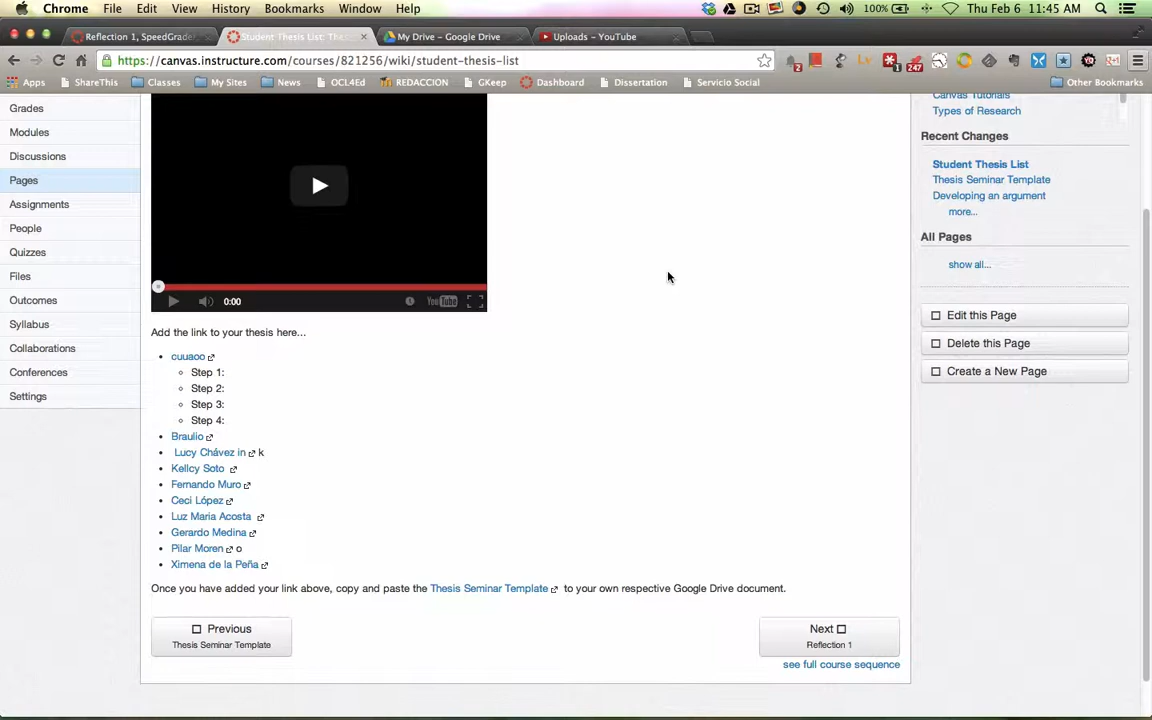 Chrome File Edit View History Bookmarks Window Help 100% Thu Feb 6 11:45 AM
Reflection 1, SpeedGrader Student Thesis List: The My Drive – Google Drive Uploads – YouTube
https://canvas.instructure.com/courses/821256/wiki/student-thesis-list 2 1 247
Apps ShareThis Classes My Sites News OCL4Ed REDACCION GKeep Dashboard Dissertation Servicio Social Other Bookmarks
Grades
Modules
Discussions
Pages
Assignments
People
Quizzes
Files
Outcomes
Syllabus
Collaborations
Conferences
Settings
0:00 YouTube
Add the link to your thesis here...
cuuaoo
Step 1:
Step 2:
Step 3:
Step 4:
Braulio
Lucy Chávez in k
Kellcy Soto
Fernando Muro
Ceci López
Luz Maria Acosta
Gerardo Medina
Pilar Moren o
Ximena de la Peña
Once you have added your link above, copy and paste the Thesis Seminar Template to your own respective Google Drive document.
Previous
Thesis Seminar Template
Next
Reflection 1
see full course sequence
Canvas Tutorials
Types of Research
Recent Changes
Student Thesis List
Thesis Seminar Template
Developing an argument
more...
All Pages
show all...
Edit this Page
Delete this Page
Create a New Page